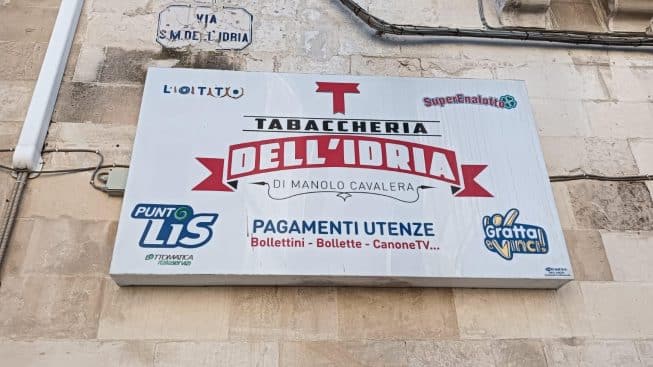 VIA
S.M. DELL'IDRIA
L:O:T:T:O
SuperEnalotto
T
TABACCHERIA
DELL'IDRIA
DI MANOLO CAVALERA
PUNTO
LIS
LOTTOMATICA
italiaservizi
PAGAMENTI UTENZE
Bollettini - Bollette - CanoneTV...
Gratta
e Vinci!